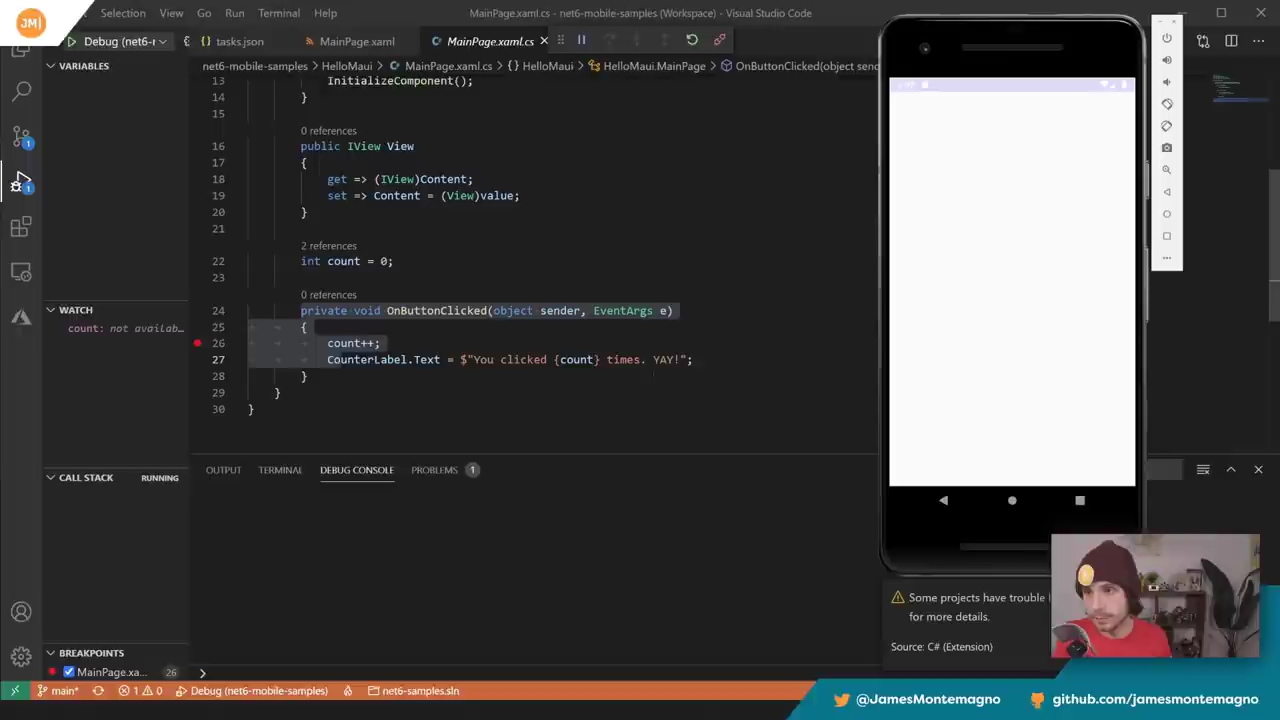 JM|
Selection View Go Run Terminal Help
MainPage.xaml.cs - net6-mobile-samples (Workspace) - Visual Studio Code
Debug (net6-r
tasks.json
MainPage.xaml
MainPage.xaml.cs
net6-mobile-samples > HelloMaui > MainPage.xaml.cs > {} HelloMaui > HelloMaui.MainPage > OnButtonClicked(object send
VARIABLES
13 InitializeComponent();
14 }
15
0 references
16 public IView View
17 {
18 get => (IView)Content;
19 set => Content = (View)value;
20 }
21
2 references
22 int count = 0;
23
0 references
24 private void OnButtonClicked(object sender, EventArgs e)
25 {
26 count++;
27 CounterLabel.Text = $"You clicked {count} times. YAY!";
28 }
29 }
30 }
WATCH
count: not availab...
CALL STACK
RUNNING
BREAKPOINTS
MainPage.xa...
26
OUTPUT TERMINAL DEBUG CONSOLE PROBLEMS 1
Some projects have trouble
for more details.
Source: C# (Extension)
main* 1 0 Debug (net6-mobile-samples) net6-samples.sln
@JamesMontemagno
github.com/jamesmontemagno